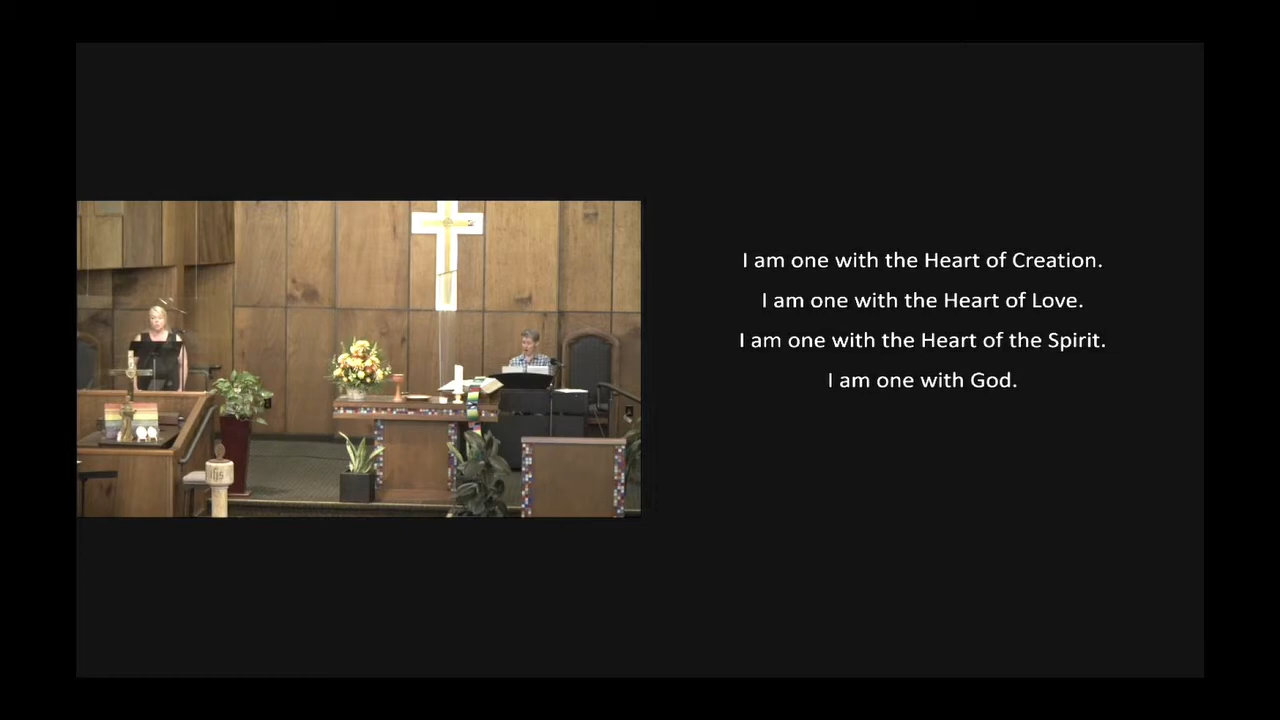 I am one with the Heart of Creation.
I am one with the Heart of Love.
I am one with the Heart of the Spirit.
I am one with God.
ihs